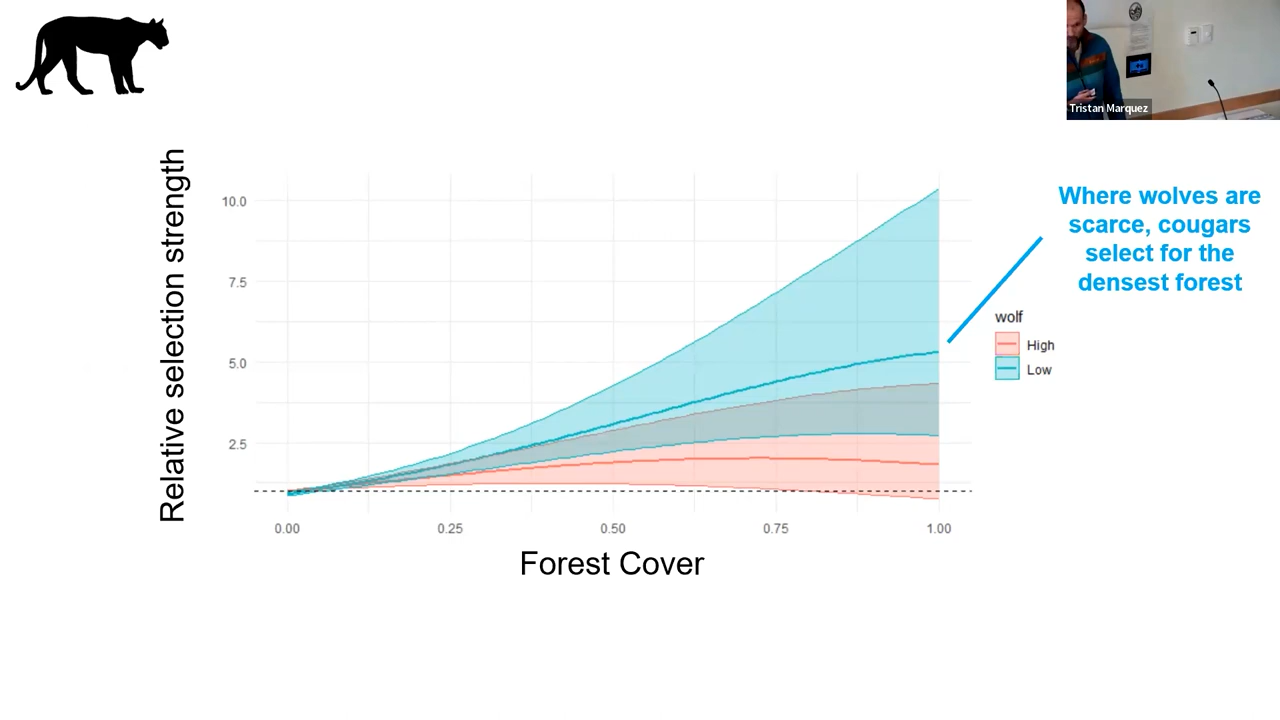 Tristan Marquez
Relative selection strength
10.0
7.5
5.0
2.5
0.00 0.25 0.50 0.75 1.00
Forest Cover
Where wolves are
scarce, cougars
select for the
densest forest
wolf
High
Low